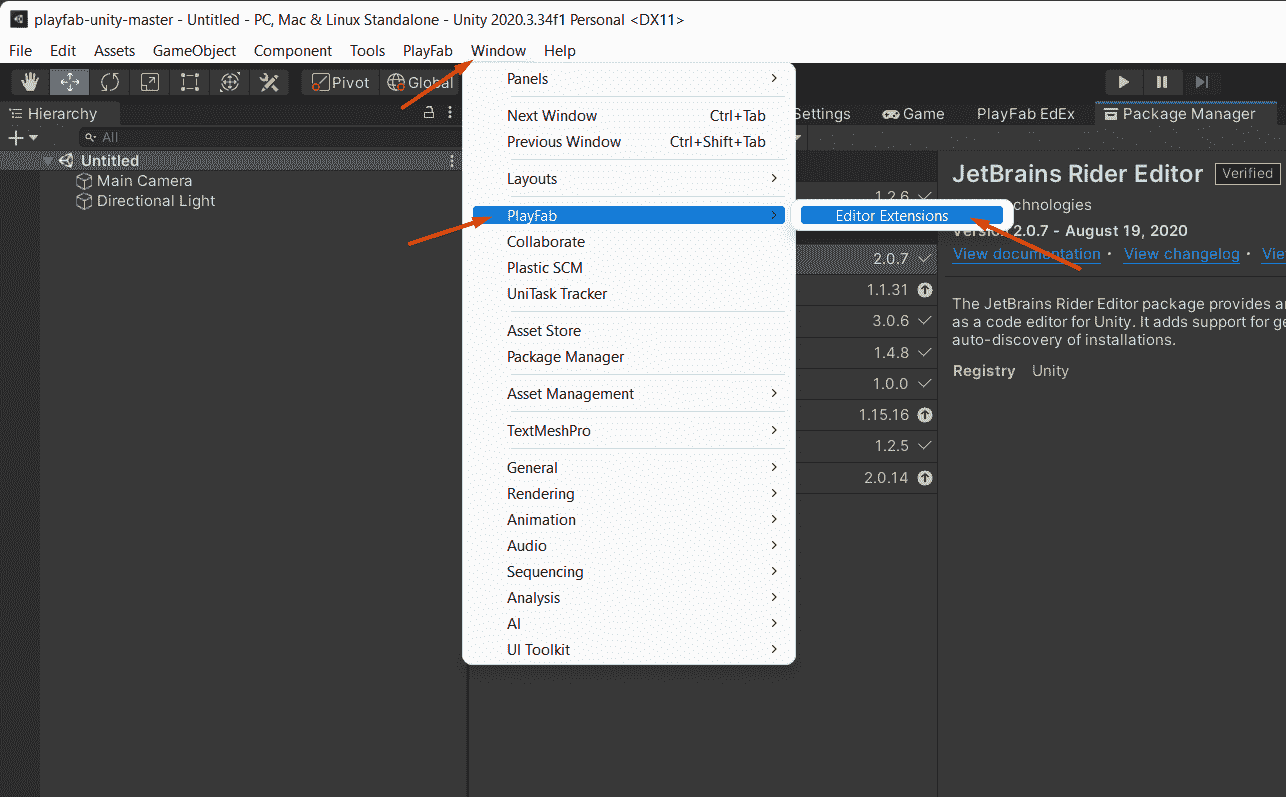 playfab-unity-master - Untitled - PC, Mac & Linux Standalone - Unity 2020.3.34f1 Personal <DX11>
File Edit Assets GameObject Component Tools PlayFab Window Help
Pivot Global
Hierarchy
All
Untitled
Main Camera
Directional Light
Panels
Next Window Ctrl+Tab
Previous Window Ctrl+Shift+Tab
Layouts
PlayFab
Editor Extensions
Collaborate
Plastic SCM
UniTask Tracker
Asset Store
Package Manager
Asset Management
TextMeshPro
General
Rendering
Animation
Audio
Sequencing
Analysis
AI
UI Toolkit
Settings Game PlayFab EdEx Package Manager
1.2.6
2.0.7
1.1.31
3.0.6
1.4.8
1.0.0
1.15.16
1.2.5
2.0.14
JetBrains Rider Editor Verified
chnologies
Version 2.0.7 - August 19, 2020
View documentation • View changelog • Vie
The JetBrains Rider Editor package provides a
as a code editor for Unity. It adds support for ge
auto-discovery of installations.
Registry Unity